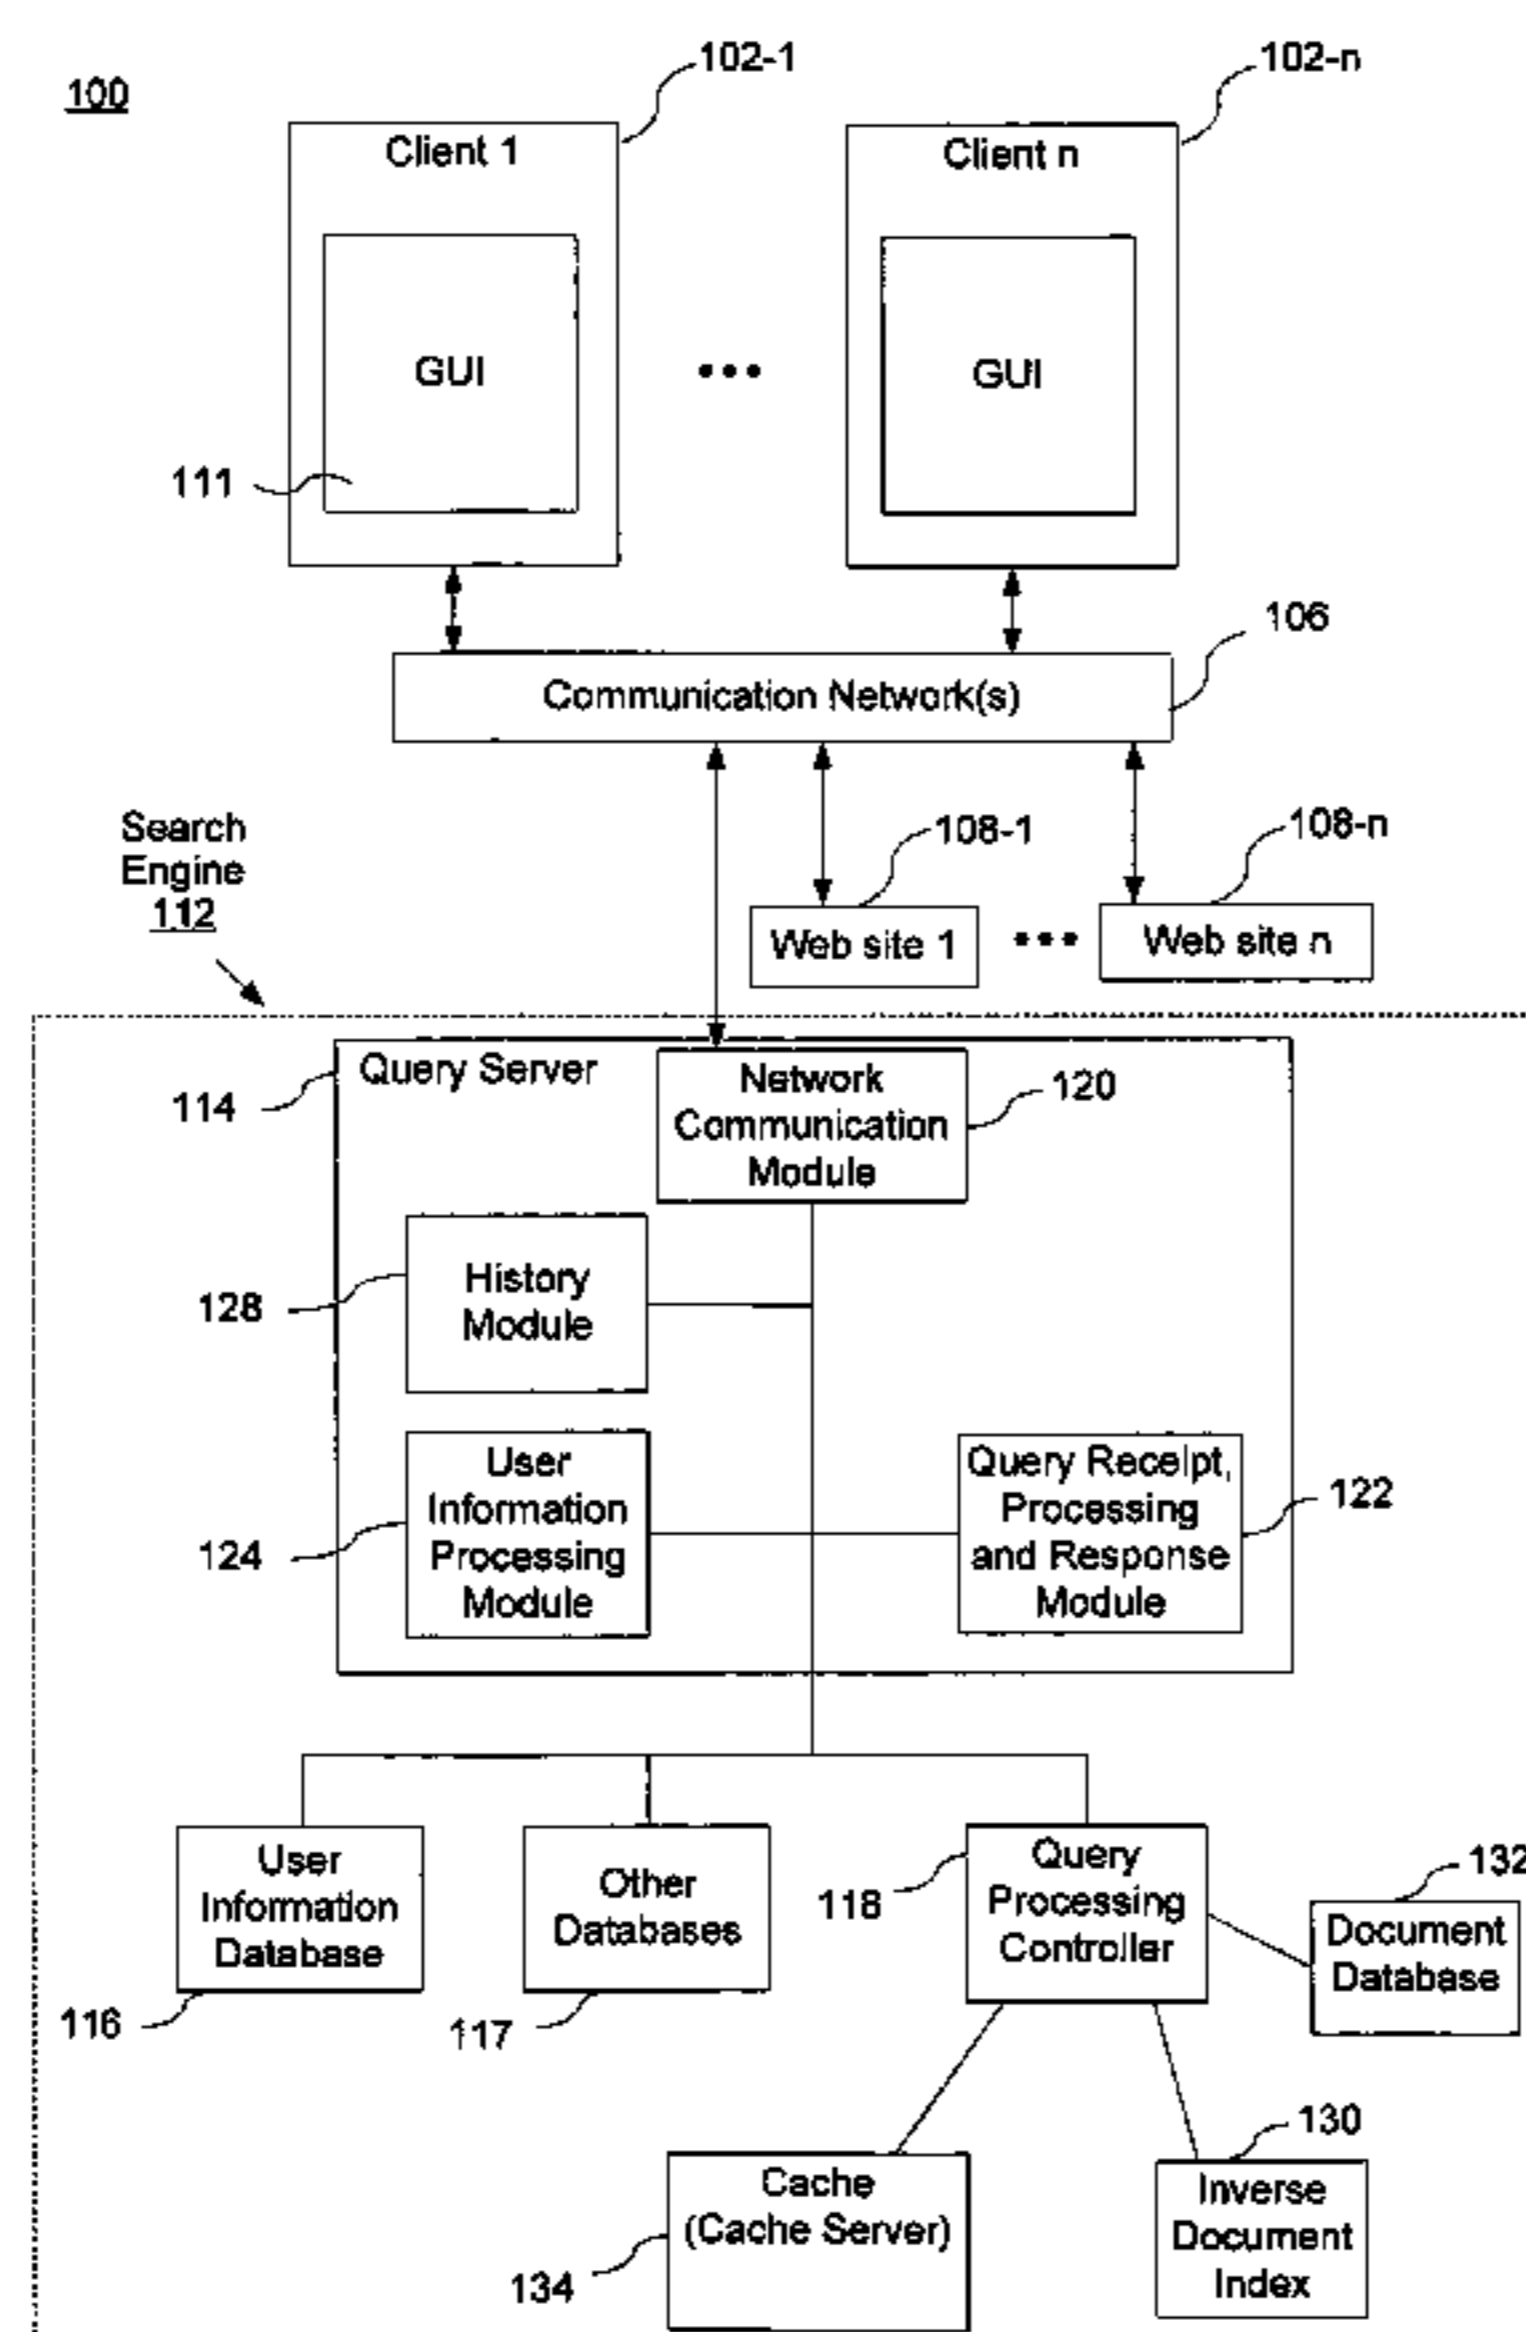 100
102-1
102-n
Client 1
Client n
GUI
GUI
111
106
Communication Network(s)
Search
Engine
112
108-1
108-n
Web site 1
Web site n
Query Server
114
Network
Communication
Module
120
History
Module
128
User
Information
Processing
Module
124
Query Receipt,
Processing
and Response
Module
122
User
Information
Database
116
Other
Databases
117
Query
Processing
Controller
118
132
Document
Database
130
Cache
(Cache Server)
134
Inverse
Document
Index